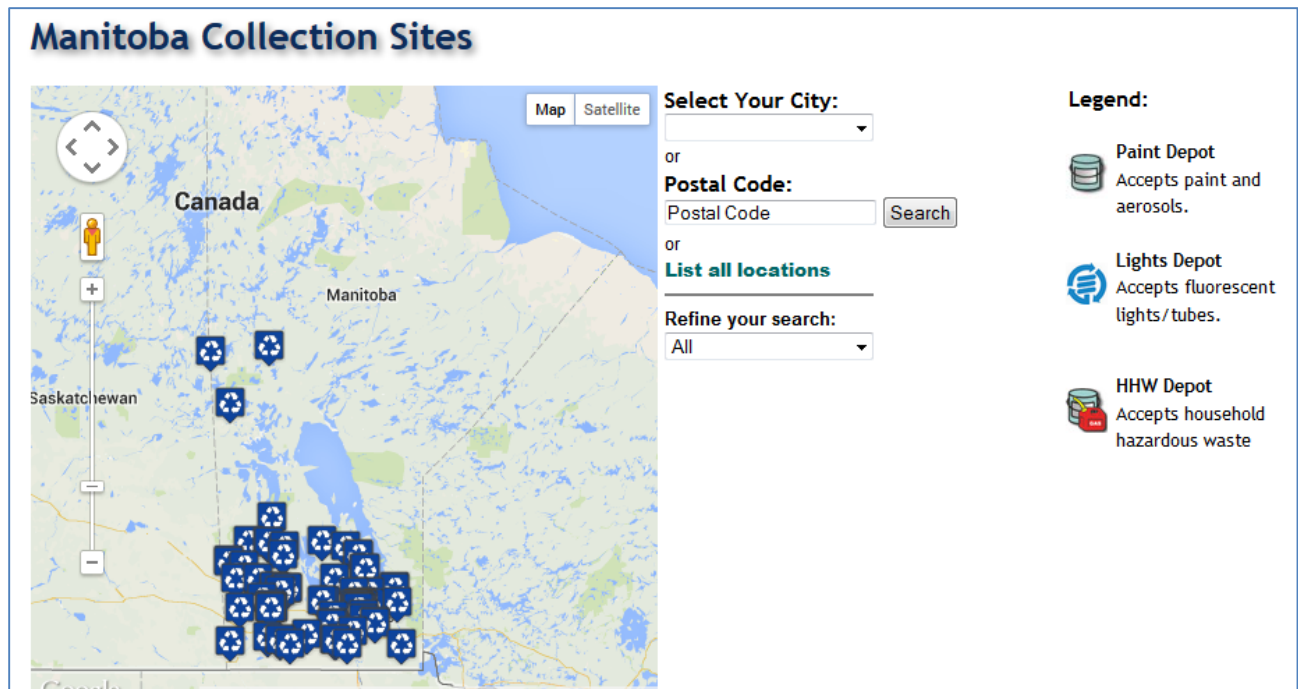 Manitoba Collection Sites
Map Satellite
Canada
Manitoba
Saskatchewan
Select Your City:
or
Postal Code:
Postal Code Search
or
List all locations
Refine your search:
All
Legend:
Paint Depot
Accepts paint and
aerosols.
Lights Depot
Accepts fluorescent
lights/tubes.
HHW Depot
Accepts household
hazardous waste
GAS